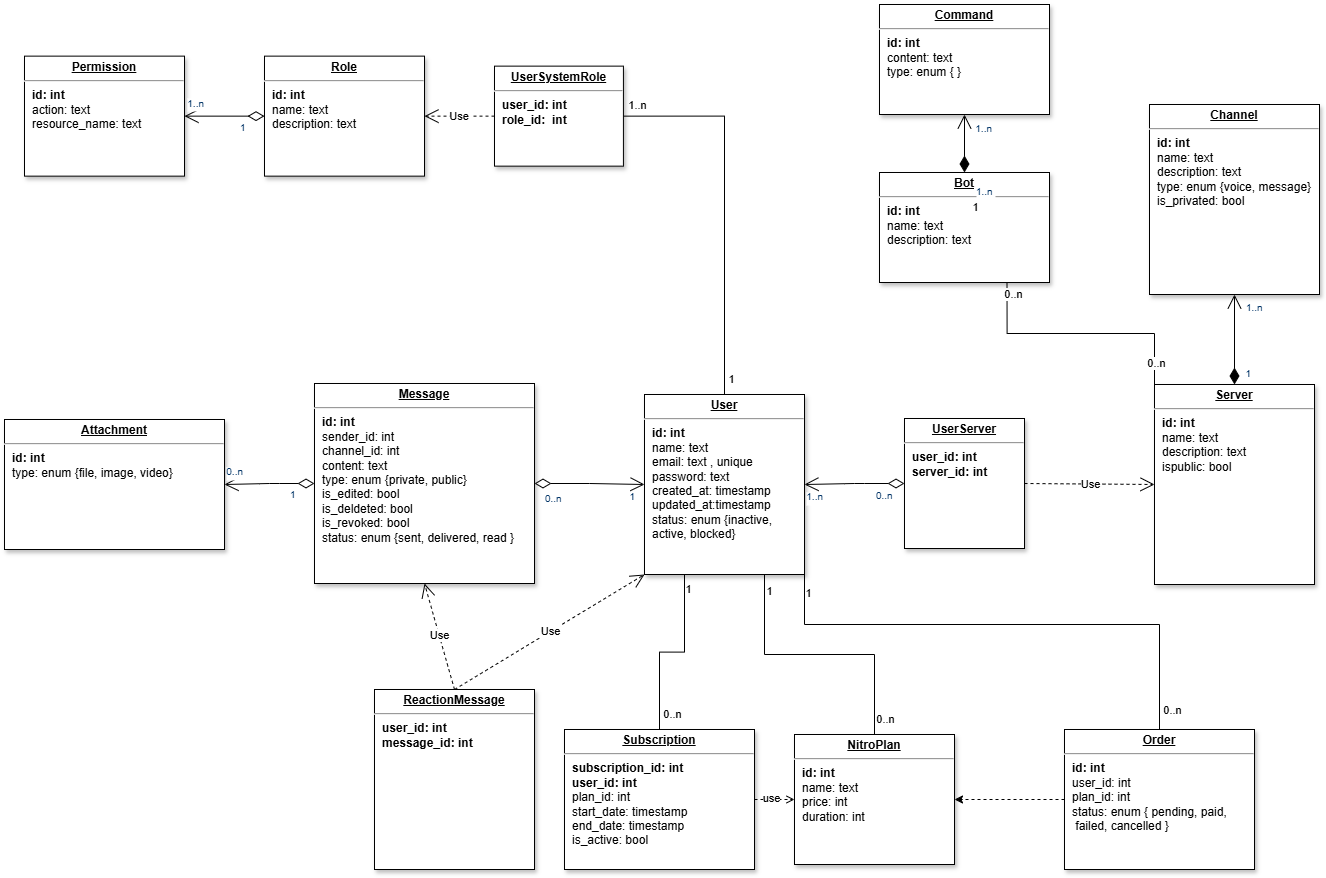 Command
id: int
content: text
type: enum { }
1..n
Permission
id: int
action: text
resource_name: text
1..n
1
Role
id: int
name: text
description: text
Use
UserSystemRole
user_id: int
role_id: int
1..n
1
Bot
1..n
1
id: int
name: text
description: text
0..n
0..n
Channel
id: int
name: text
description: text
type: enum {voice, message}
is_privated: bool
1..n
1
Attachment
id: int
type: enum {file, image, video}
0..n
1
Message
id: int
sender_id: int
channel_id: int
content: text
type: enum {private, public}
is_edited: bool
is_deldeted: bool
is_revoked: bool
status: enum {sent, delivered, read }
0..n
1
User
id: int
name: text
email: text , unique
password: text
created_at: timestamp
updated_at:timestamp
status: enum {inactive,
active, blocked}
1..n
0..n
UserServer
user_id: int
server_id: int
Use
Server
id: int
name: text
description: text
ispublic: bool
Use
Use
1
1
1
0..n
0..n
0..n
ReactionMessage
user_id: int
message_id: int
Subscription
subscription_id: int
user_id: int
plan_id: int
start_date: timestamp
end_date: timestamp
is_active: bool
use
NitroPlan
id: int
name: text
price: int
duration: int
Order
id: int
user_id: int
plan_id: int
status: enum { pending, paid,
failed, cancelled }